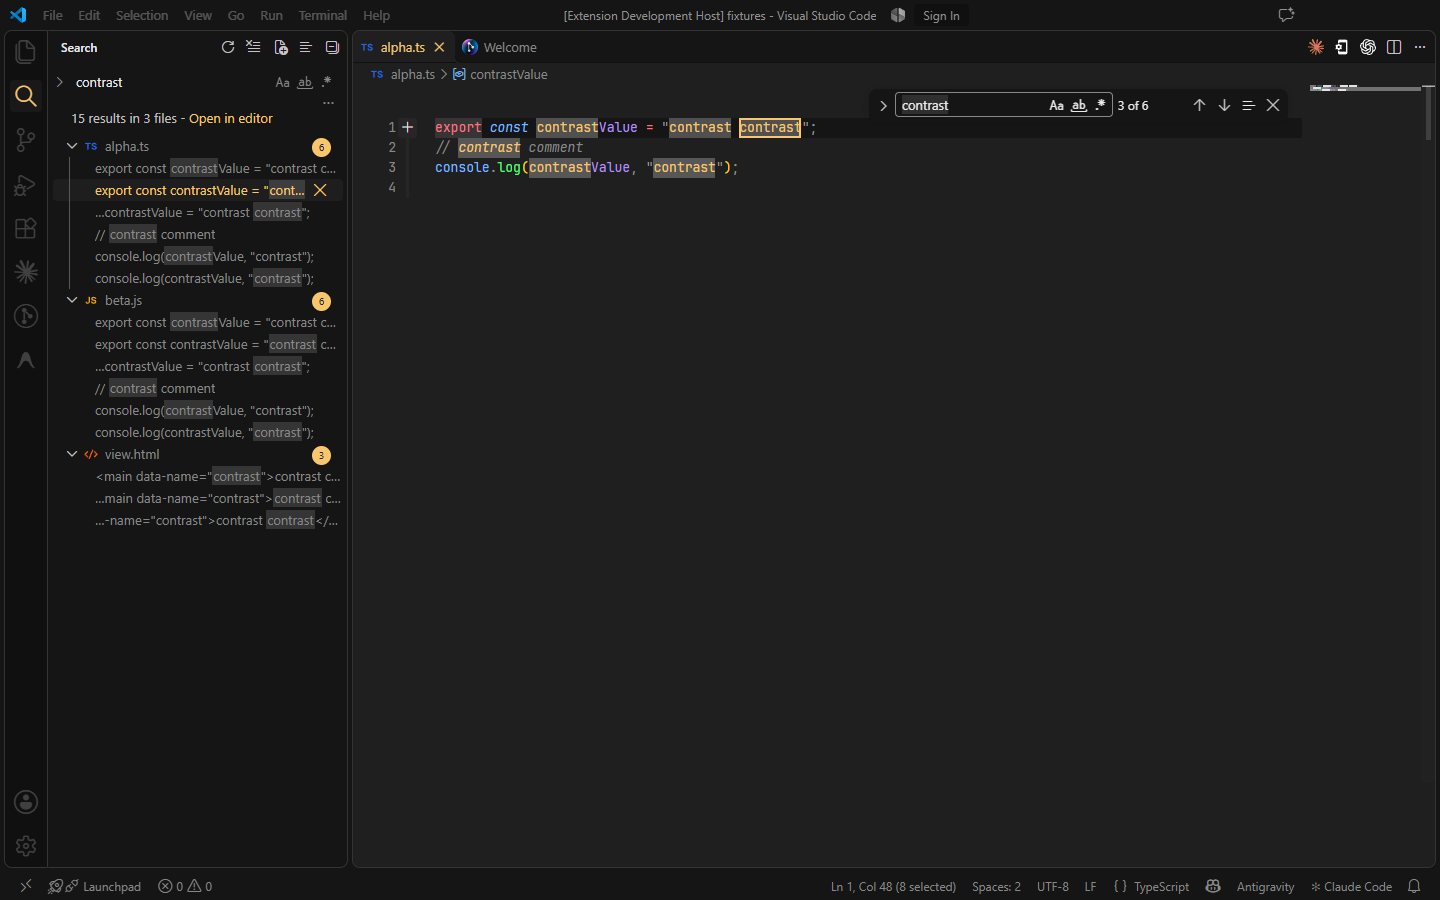 File Edit Selection View Go Run Terminal Help
[Extension Development Host] fixtures - Visual Studio Code
Sign In
Search
contrast
Aa ab .*
15 results in 3 files - Open in editor
TS alpha.ts 6
export const contrastValue = "contrast c...
export const contrastValue = "cont...
...contrastValue = "contrast contrast";
// contrast comment
console.log(contrastValue, "contrast");
console.log(contrastValue, "contrast");
JS beta.js 6
export const contrastValue = "contrast c...
export const contrastValue = "contrast c...
...contrastValue = "contrast contrast";
// contrast comment
console.log(contrastValue, "contrast");
console.log(contrastValue, "contrast");
</> view.html 3
<main data-name="contrast">contrast c...
...main data-name="contrast">contrast c...
...-name="contrast">contrast contrast</...
TS alpha.ts
Welcome
TS alpha.ts > contrastValue
contrast Aa ab .* 3 of 6
1 export const contrastValue = "contrast contrast";
2 // contrast comment
3 console.log(contrastValue, "contrast");
4
Launchpad 0 0
Ln 1, Col 48 (8 selected) Spaces: 2 UTF-8 LF { } TypeScript Antigravity Claude Code